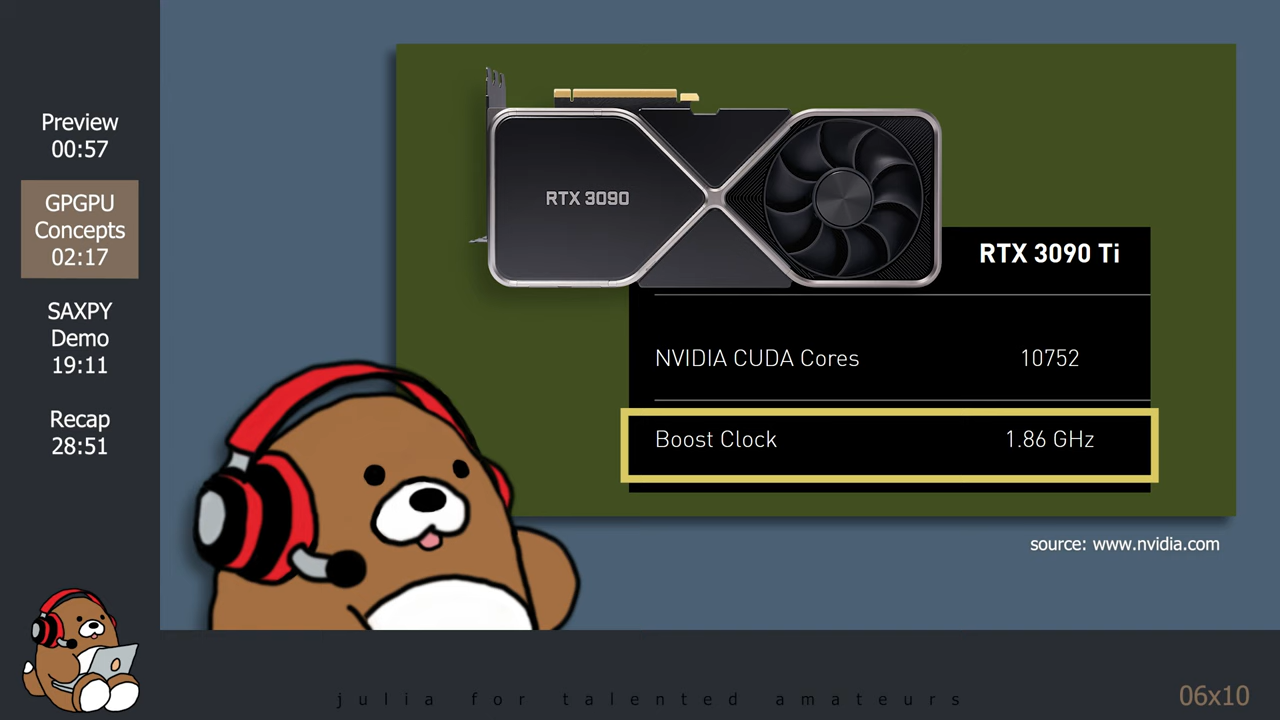 Preview
00:57
GPGPU
Concepts
02:17
SAXPY
Demo
19:11
Recap
28:51
RTX 3090
RTX 3090 Ti
NVIDIA CUDA Cores 10752
Boost Clock 1.86 GHz
source: www.nvidia.com
julia for talented amateurs
06x10